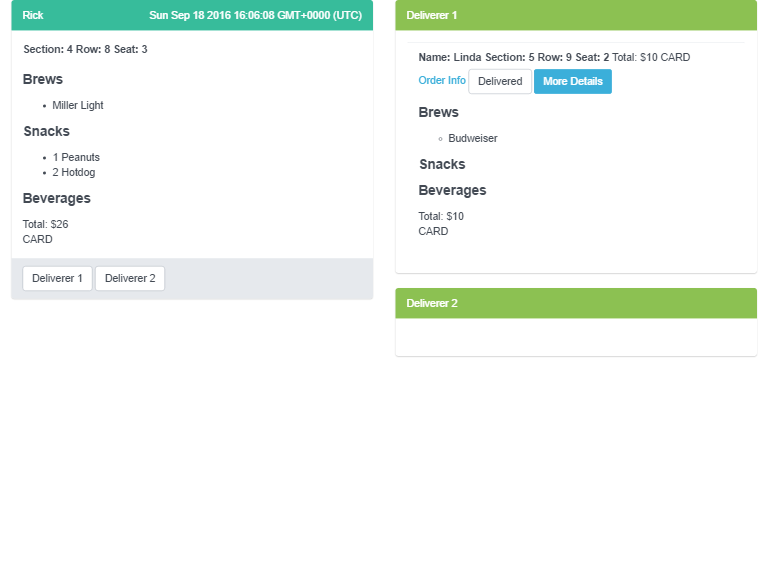 Rick Sun Sep 18 2016 16:06:08 GMT+0000 (UTC)
Section: 4 Row: 8 Seat: 3
Brews
Miller Light
Snacks
1 Peanuts
2 Hotdog
Beverages
Total: $26
CARD
Deliverer 1 Deliverer 2
Deliverer 1
Name: Linda Section: 5 Row: 9 Seat: 2 Total: $10 CARD
Order Info Delivered More Details
Brews
Budweiser
Snacks
Beverages
Total: $10
CARD
Deliverer 2